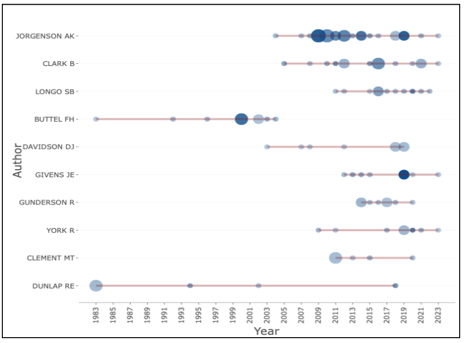 JORGENSON AK
CLARK B
LONGO SB
BUTTEL FH
DAVIDSON DJ
GIVENS JE
GUNDERSON R
YORK R
CLEMENT MT
DUNLAP RE
Author
1983 1985 1987 1989 1991 1993 1995 1997 1999 2001 2003 2005 2007 2009 2011 2013 2015 2017 2019 2021 2023
Year